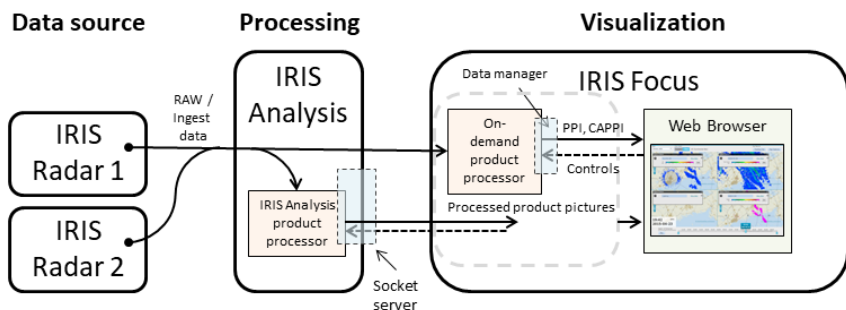 Data source
Processing
Visualization
IRIS
Radar 1
IRIS
Radar 2
RAW /
Ingest
data
IRIS
Analysis
IRIS Analysis
product
processor
Socket
server
IRIS Focus
Data manager
On-
demand
product
processor
PPI, CAPPI
Controls
Processed product pictures
Web Browser